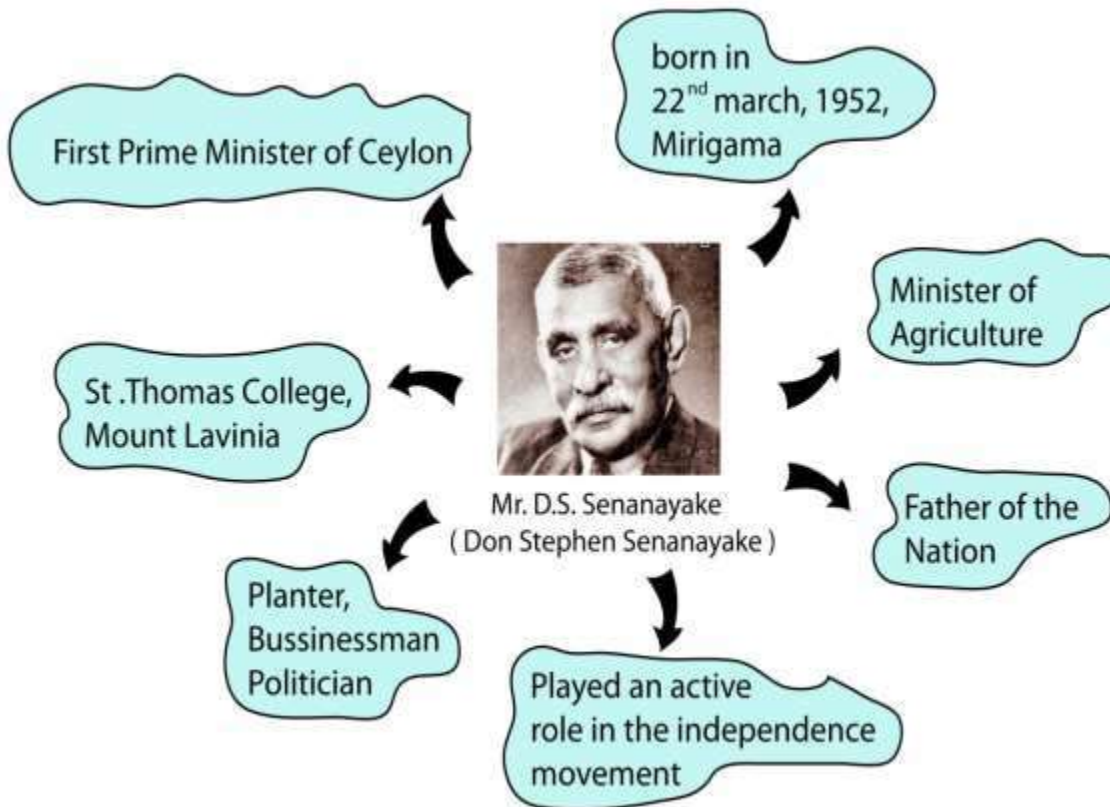 First Prime Minister of Ceylon
born in
22nd march, 1952,
Mirigama
Minister of
Agriculture
St .Thomas College,
Mount Lavinia
Mr. D.S. Senanayake
( Don Stephen Senanayake )
Father of the
Nation
Planter,
Bussinessman
Politician
Played an active
role in the independence
movement